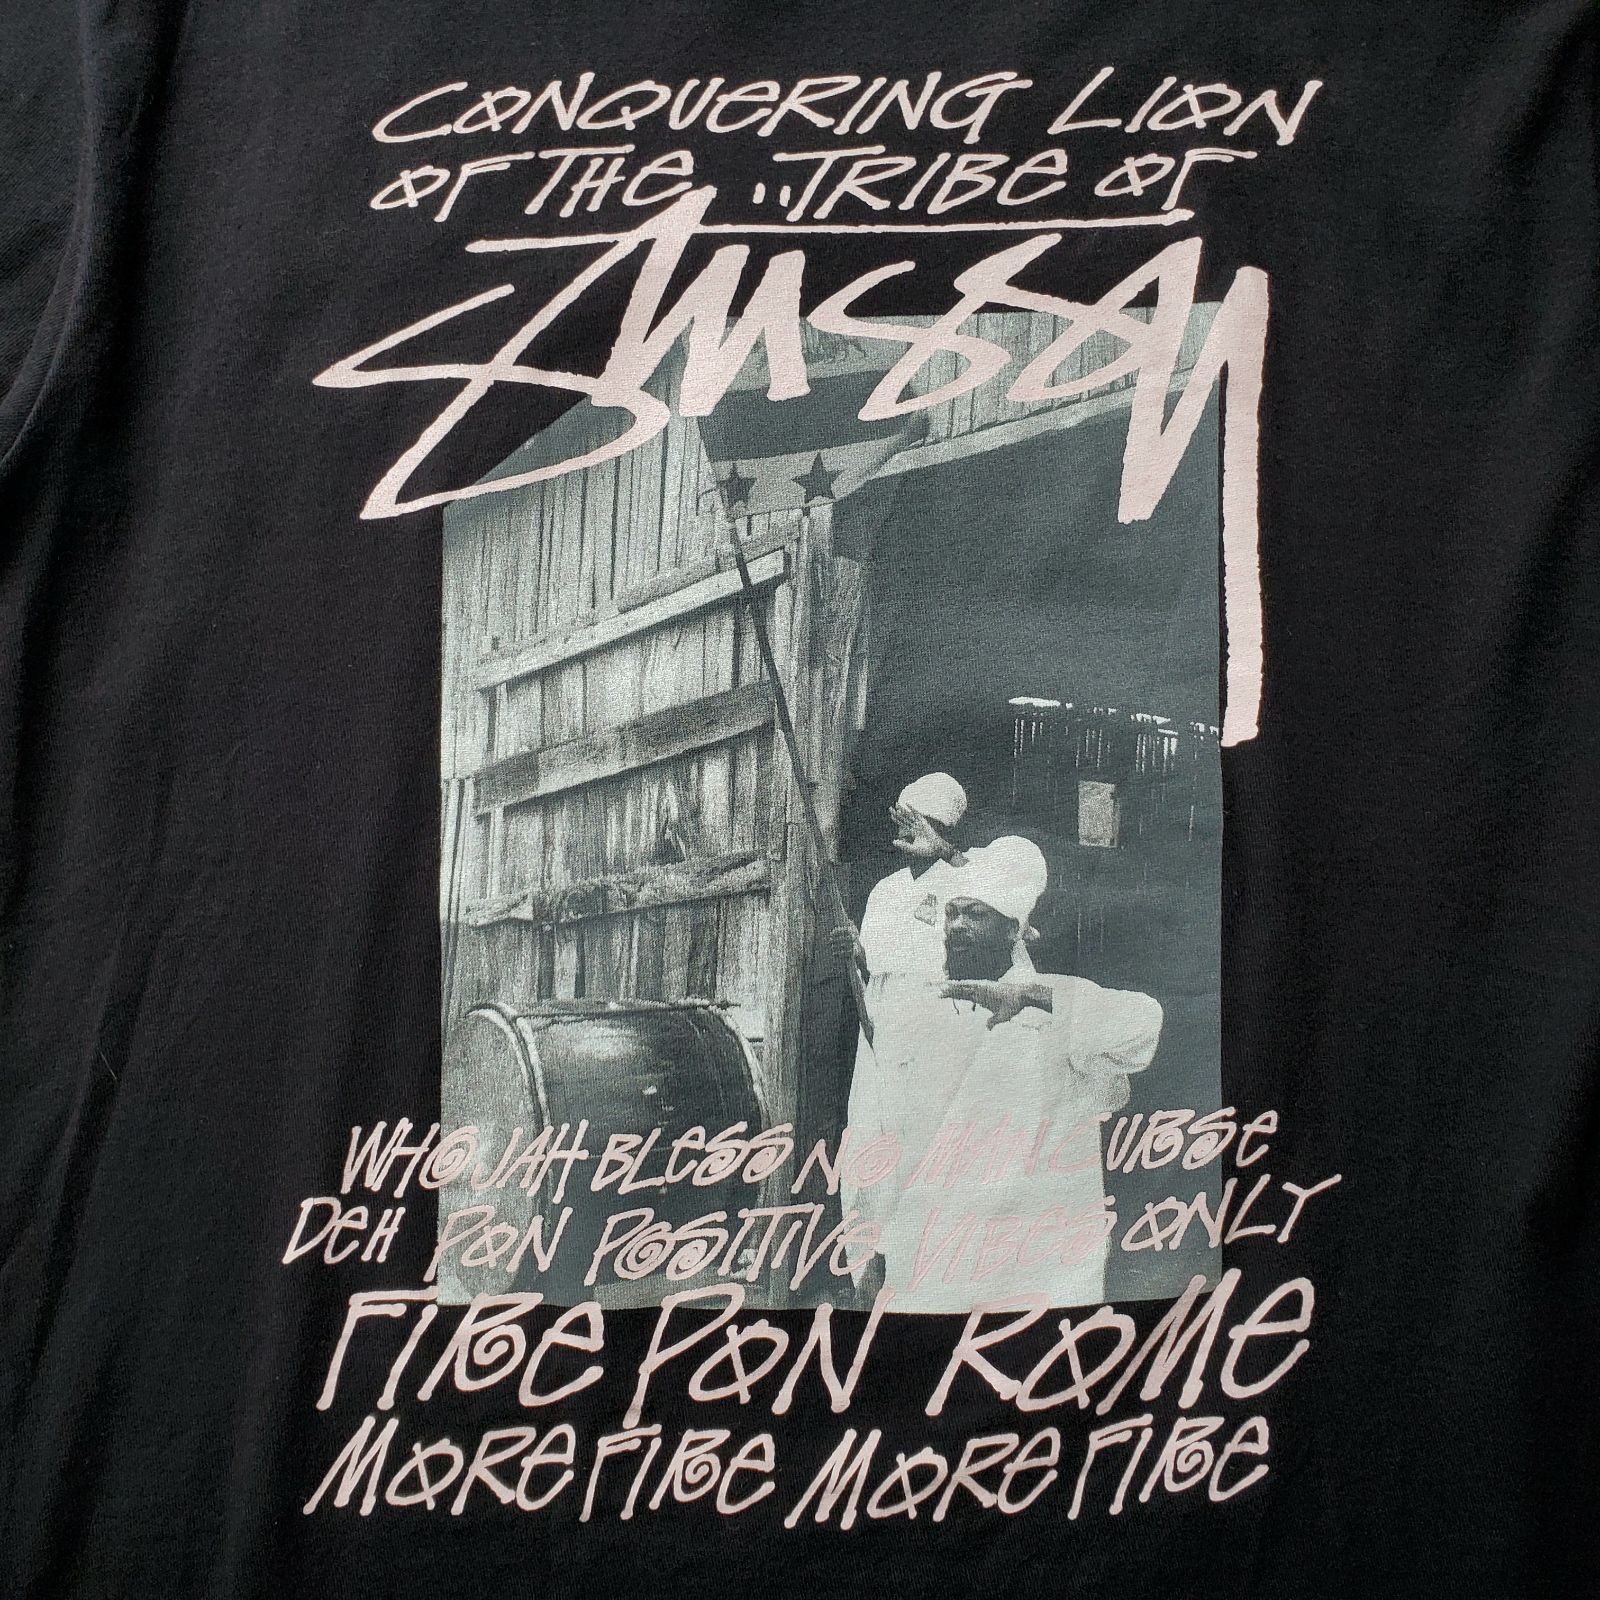 CONQUERING LION
OF THE ..TRIBE OF
STUSSY
WHO JAH BLESS NO MAN CURSE
DEH PON POSITIVE VIBES ONLY
FIRE PON ROME
MORE FIRE MORE FIRE